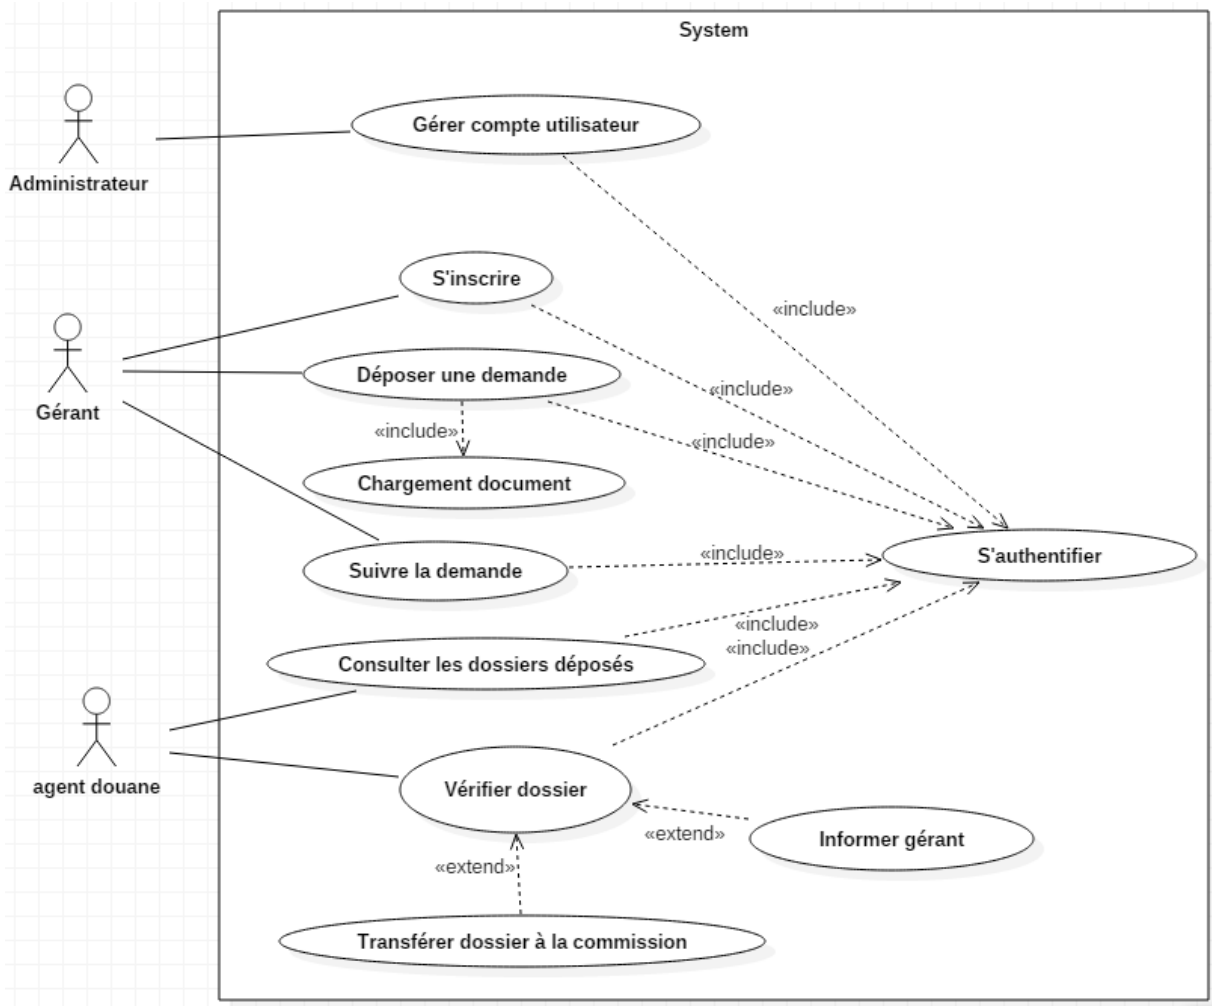 System
Gérer compte utilisateur
Administrateur
S'inscrire
«include»
Déposer une demande
«include»
Gérant
«include»
«include»
Chargement document
«include»
S'authentifier
Suivre la demande
«include»
«include»
Consulter les dossiers déposés
agent douane
Vérifier dossier
«extend»
Informer gérant
«extend»
Transférer dossier à la commission